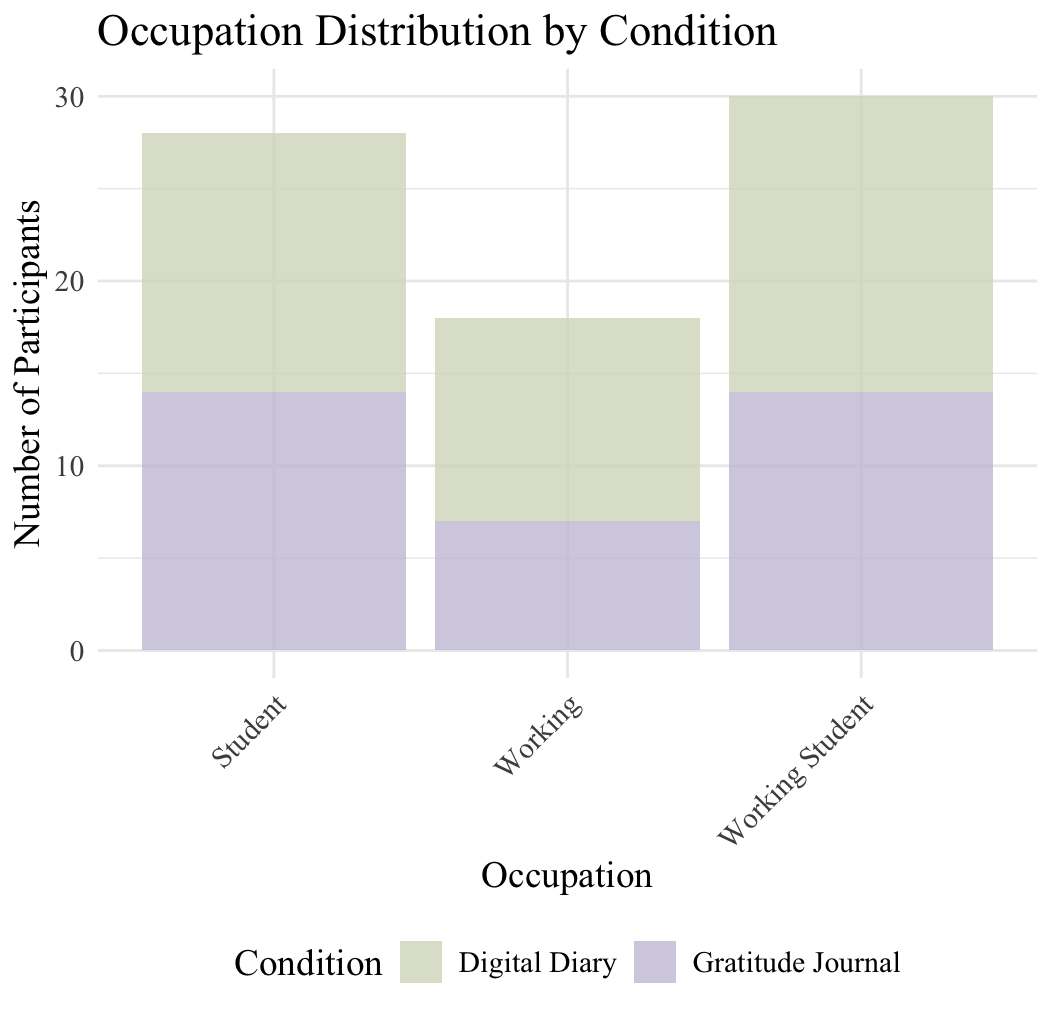 Occupation Distribution by Condition
Number of Participants
30
20
10
0
Student
Working
Working Student
Occupation
Condition Digital Diary Gratitude Journal